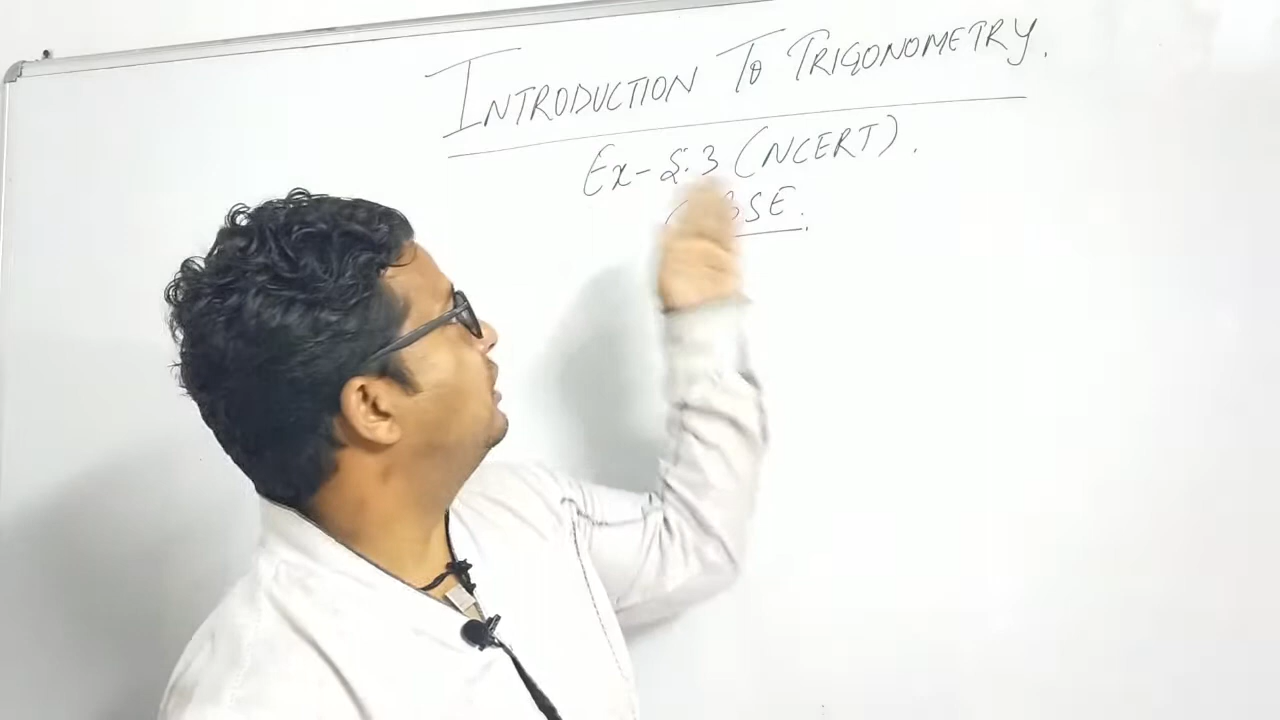 INTRODUCTION TO TRIGONOMETRY.
Ex-8.3 (NCERT).